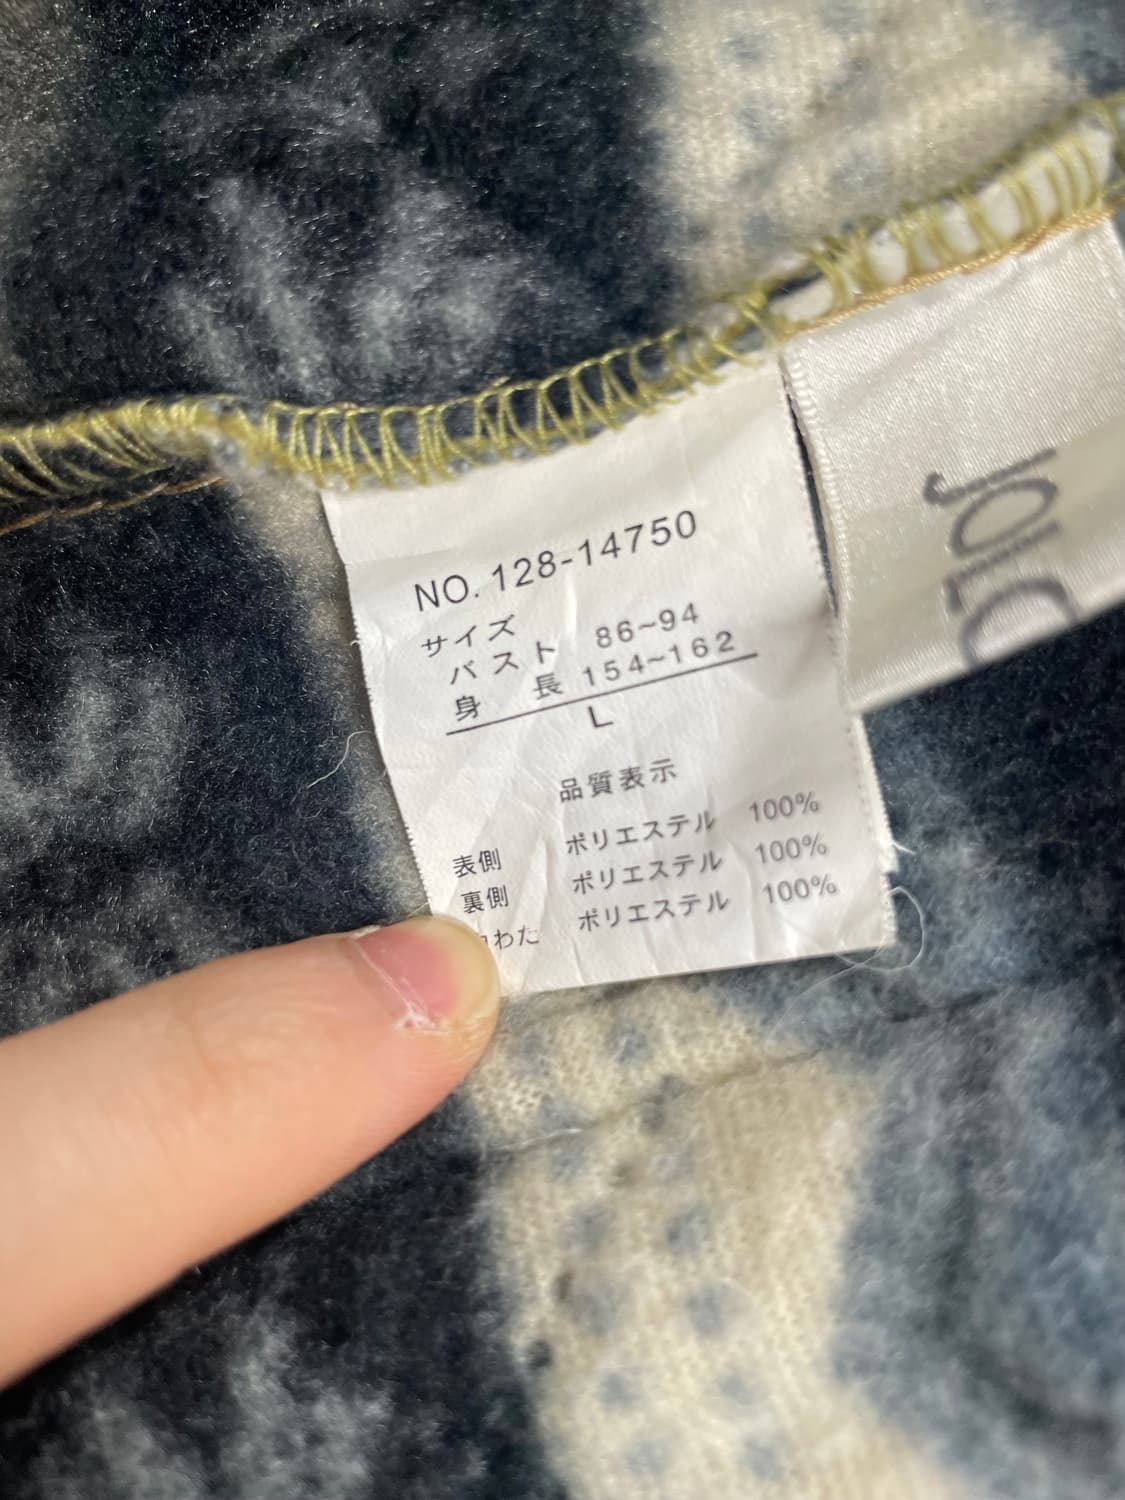 NO. 128-14750
サイズ
バスト 86~94
身 長 154~162
L
品質表示
表側 ポリエステル 100%
裏側 ポリエステル 100%
わた ポリエステル 100%